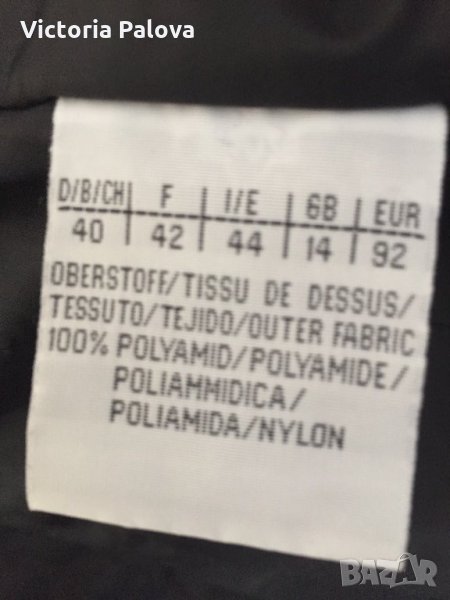 Victoria Palova
D/B/CH | F | I/E | GB | EUR
40 | 42 | 44 | 14 | 92
OBERSTOFF/TISSU DE DESSUS/
TESSUTO/TEJIDO/OUTER FABRIC
100% POLYAMID/POLYAMIDE/
POLIAMMIDICA/
POLIAMIDA/NYLON
BAZAR